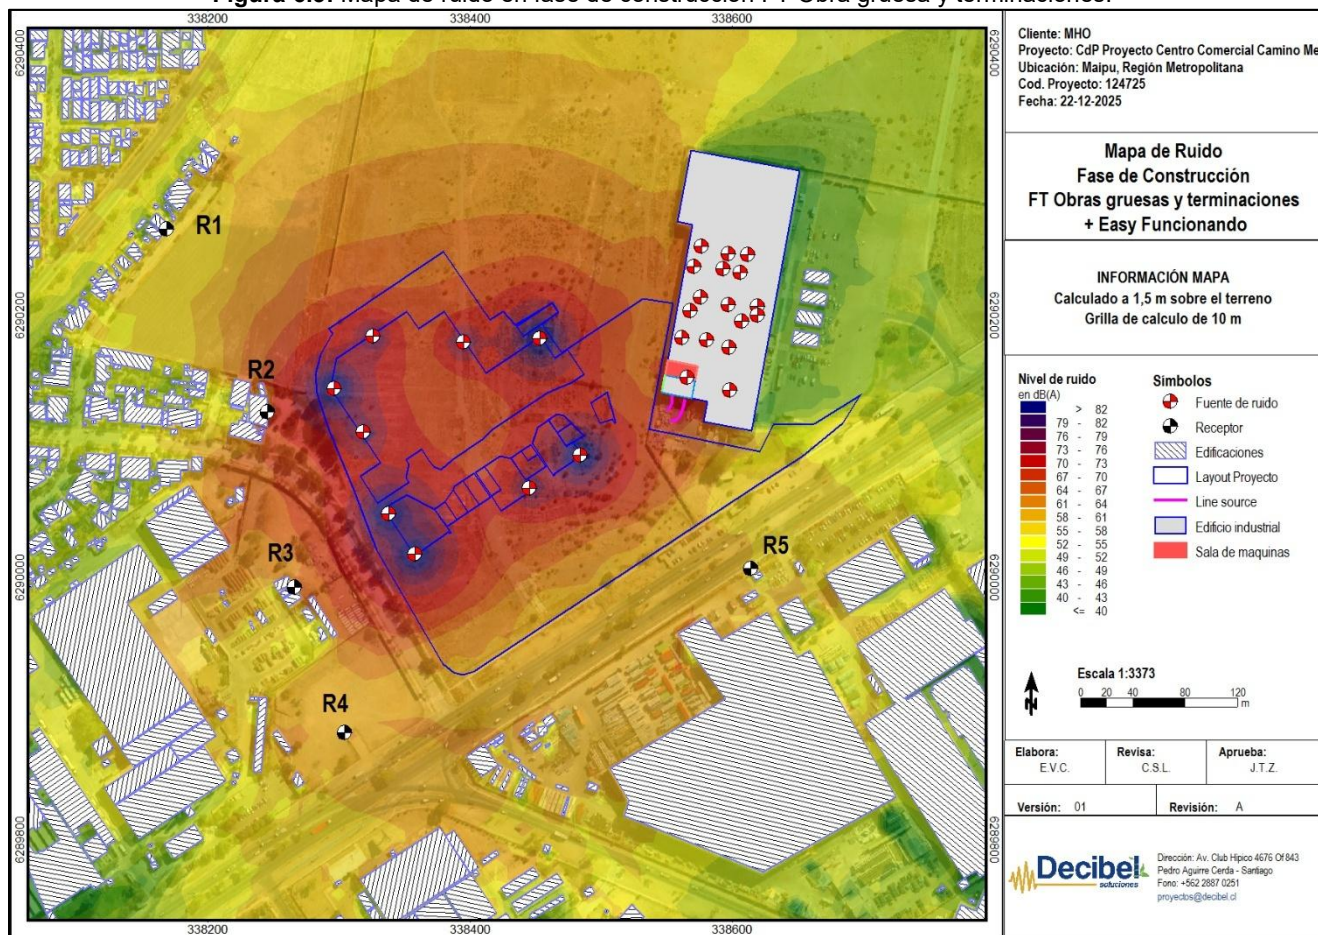 Figura 6.3. Mapa de ruido en fase de construcción FT Obra gruesa y terminaciones.
338200 338400 338600
6290400
6290200
6290000
6289800
R1
R2
R3
R4
R5
6290400
6290200
6290000
6289800
338200 338400 338600
Cliente: MHO
Proyecto: CdP Proyecto Centro Comercial Camino Me
Ubicación: Maipu, Región Metropolitana
Cod. Proyecto: 124725
Fecha: 22-12-2025
Mapa de Ruido
Fase de Construcción
FT Obras gruesas y terminaciones
+ Easy Funcionando
INFORMACIÓN MAPA
Calculado a 1,5 m sobre el terreno
Grilla de calculo de 10 m
Nivel de ruido
en dB(A)
> 82
79 - 82
76 - 79
73 - 76
70 - 73
67 - 70
64 - 67
61 - 64
58 - 61
55 - 58
52 - 55
49 - 52
46 - 49
43 - 46
40 - 43
<= 40
Simbolos
Fuente de ruido
Receptor
Edificaciones
Layout Proyecto
Line source
Edificio industrial
Sala de maquinas
Escala 1:3373
0 20 40 80 120
m
Elabora: Revisa: Aprueba:
E.V.C. C.S.L. J.T.Z.
Versión: 01 Revisión: A
Decibel
soluciones
Dirección: Av. Club Hipico 4676 Of 843
Pedro Aguirre Cerda - Santiago
Fono: +562 2887 0251
proyectos@decibel.cl